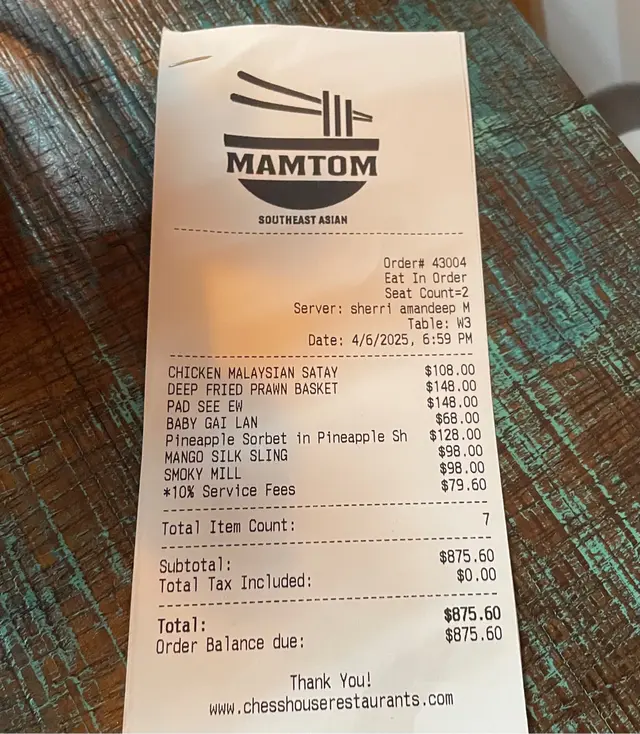 MAMTOM
SOUTHEAST ASIAN
Order# 43004
Eat In Order
Seat Count=2
Server: sherri amandeep M
Table: W3
Date: 4/6/2025, 6:59 PM
CHICKEN MALAYSIAN SATAY $108.00
DEEP FRIED PRAWN BASKET $148.00
PAD SEE EW $148.00
BABY GAI LAN $68.00
Pineapple Sorbet in Pineapple Sh $128.00
MANGO SILK SLING $98.00
SMOKY MILL $98.00
*10% Service Fees $79.60
Total Item Count: 7
Subtotal: $875.60
Total Tax Included: $0.00
Total: $875.60
Order Balance due: $875.60
Thank You!
www.chesshouserestaurants.com